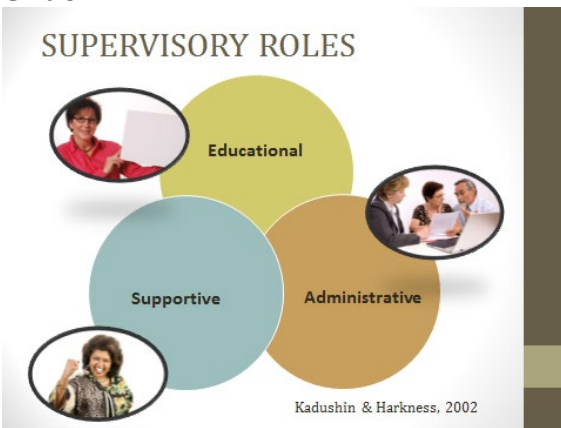 SUPERVISORY ROLES
Educational
Supportive
Administrative
Kadushin & Harkness, 2002